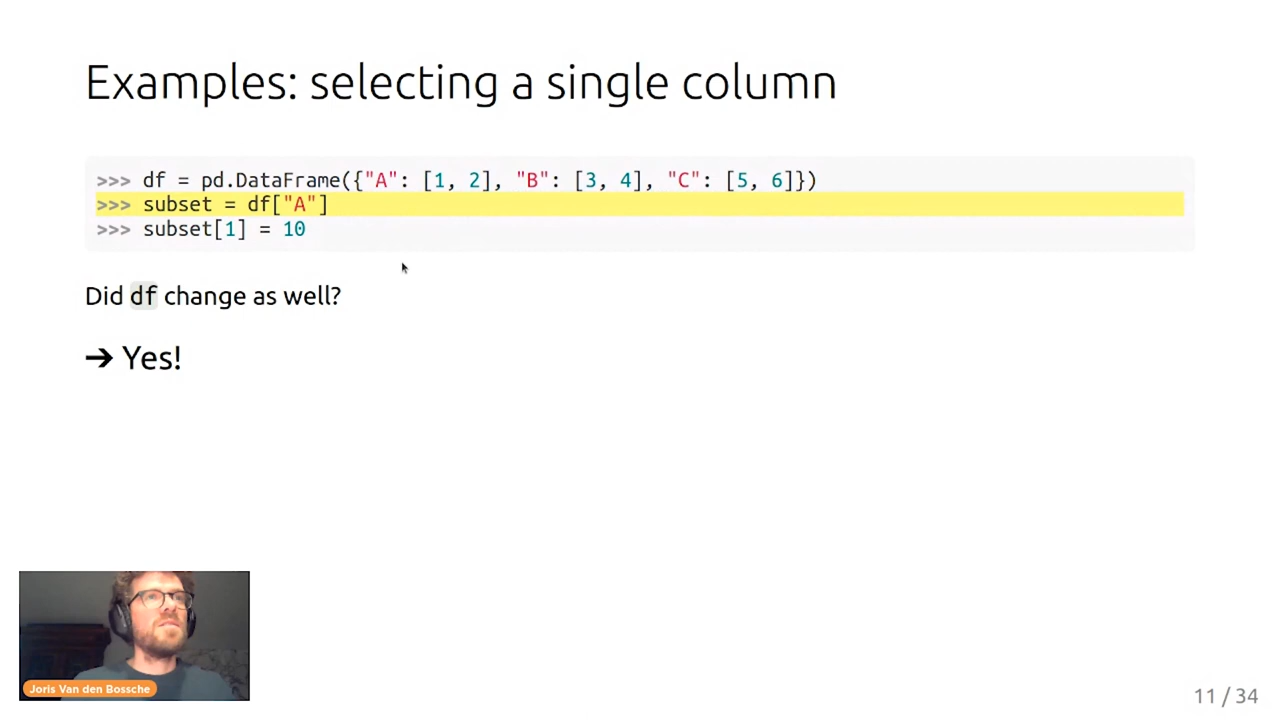 Examples: selecting a single column
>>> df = pd.DataFrame({"A": [1, 2], "B": [3, 4], "C": [5, 6]})
>>> subset = df["A"]
>>> subset[1] = 10
Did df change as well?
➔ Yes!
Joris Van den Bossche
11 / 34